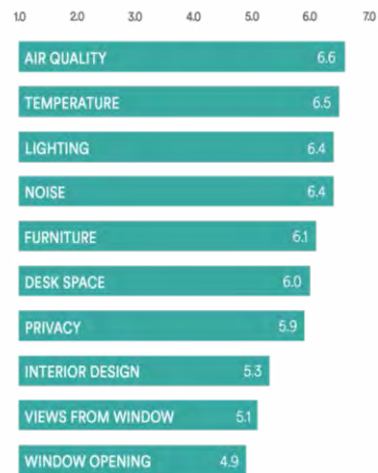 1.0 2.0 3.0 4.0 5.0 6.0 7.0
AIR QUALITY 6.6
TEMPERATURE 6.5
LIGHTING 6.4
NOISE 6.4
FURNITURE 6.1
DESK SPACE 6.0
PRIVACY 5.9
INTERIOR DESIGN 5.3
VIEWS FROM WINDOW 5.1
WINDOW OPENING 4.9